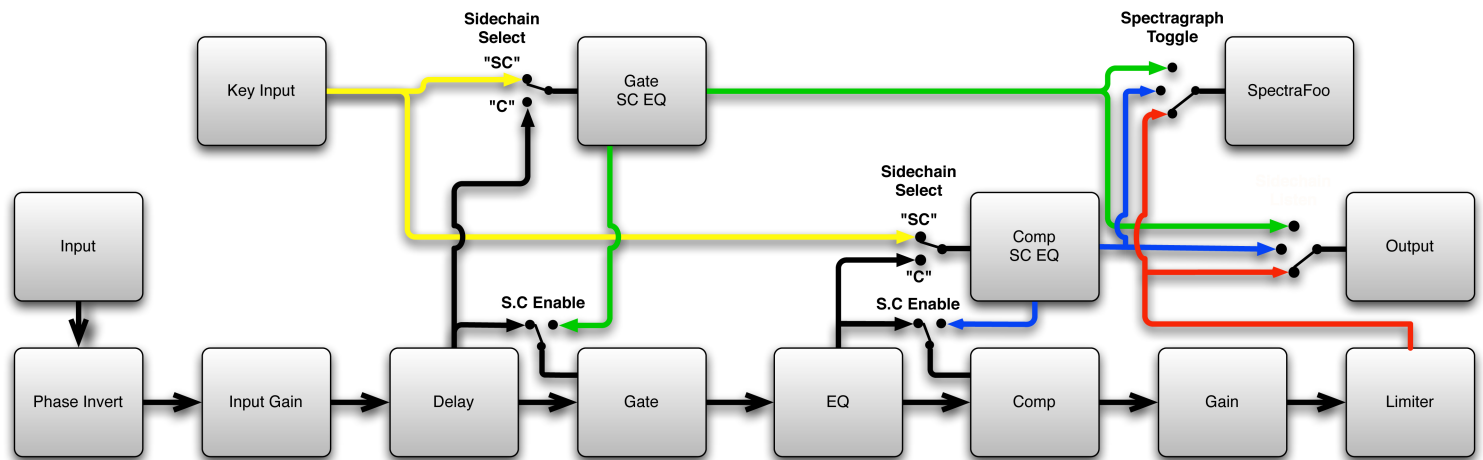 Sidechain
Select
Spectragraph
Toggle
"SC"
"C"
Key Input
Gate
SC EQ
SpectraFoo
Sidechain
Select
"SC"
"C"
Input
Comp
SC EQ
Output
S.C Enable
S.C Enable
Phase Invert
Input Gain
Delay
Gate
EQ
Comp
Gain
Limiter